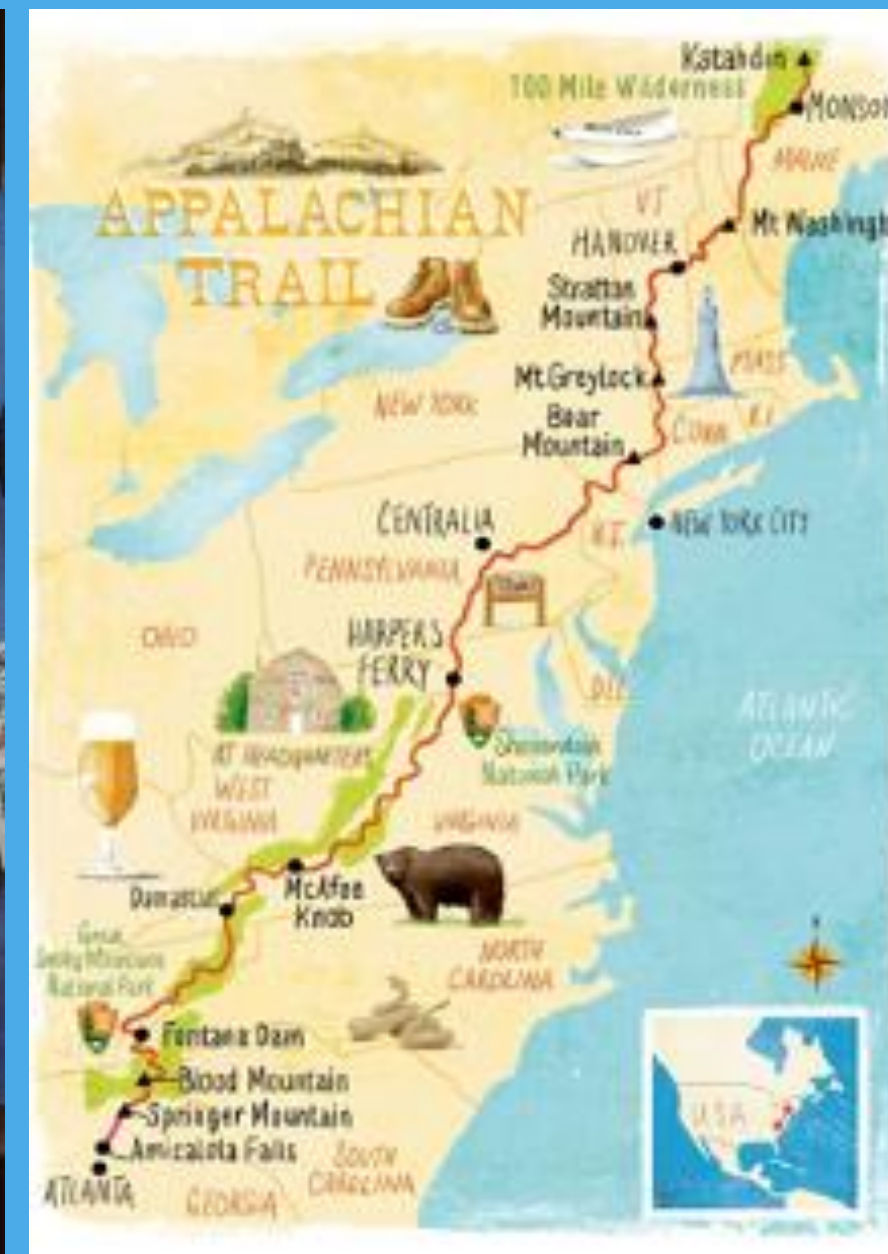 Katahdin
100 Mile Wilderness
MONSO
MAINE
APPALACHIAN
TRAIL
VT
Mt Washingt
HANOVER
Stratton
Mountain
Mt.Greylock
MASS
NEW YORK
Bear
Mountain
CONN
R.I.
CENTRALIA
N.J.
NEW YORK CITY
PENNSYLVANIA
OHIO
HARPERS
FERRY
DEL
ATLANTIC
OCEAN
Shenandoah
National Park
AT HEADQUARTERS
WEST
VIRGINIA
VIRGINIA
Damascus
McAfee
Knob
Great
Smoky Mountains
National Park
NORTH
CAROLINA
Fontana Dam
Blood Mountain
Springer Mountain
Amicalola Falls
ATLANTA
SOUTH
CAROLINA
GEORGIA
USA